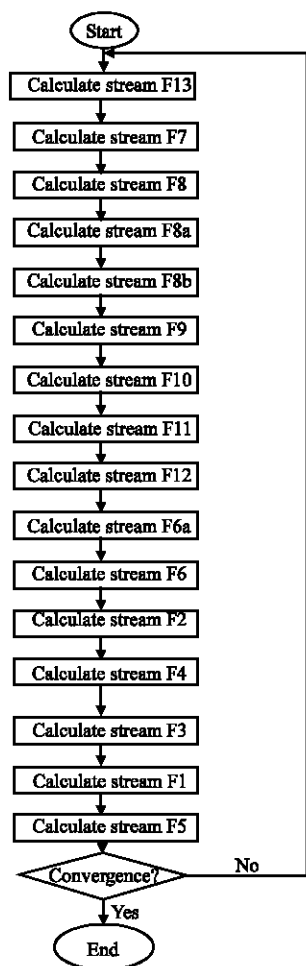 Start
Calculate stream F13
Calculate stream F7
Calculate stream F8
Calculate stream F8a
Calculate stream F8b
Calculate stream F9
Calculate stream F10
Calculate stream F11
Calculate stream F12
Calculate stream F6a
Calculate stream F6
Calculate stream F2
Calculate stream F4
Calculate stream F3
Calculate stream F1
Calculate stream F5
Convergence?
No
Yes
End